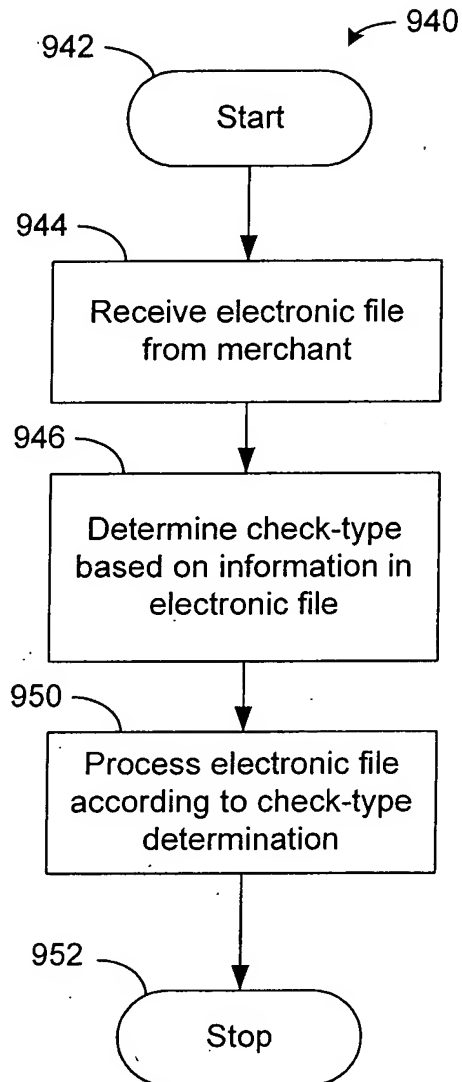 940
942
Start
944
Receive electronic file
from merchant
946
Determine check-type
based on information in
electronic file
950
Process electronic file
according to check-type
determination
952
Stop